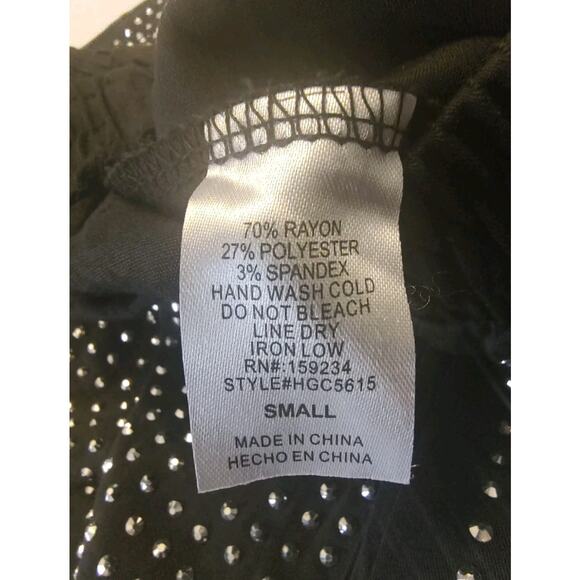 70% RAYON
27% POLYESTER
3% SPANDEX
HAND WASH COLD
DO NOT BLEACH
LINE DRY
IRON LOW
RN#:159234
STYLE#HGC5615
SMALL
MADE IN CHINA
HECHO EN CHINA